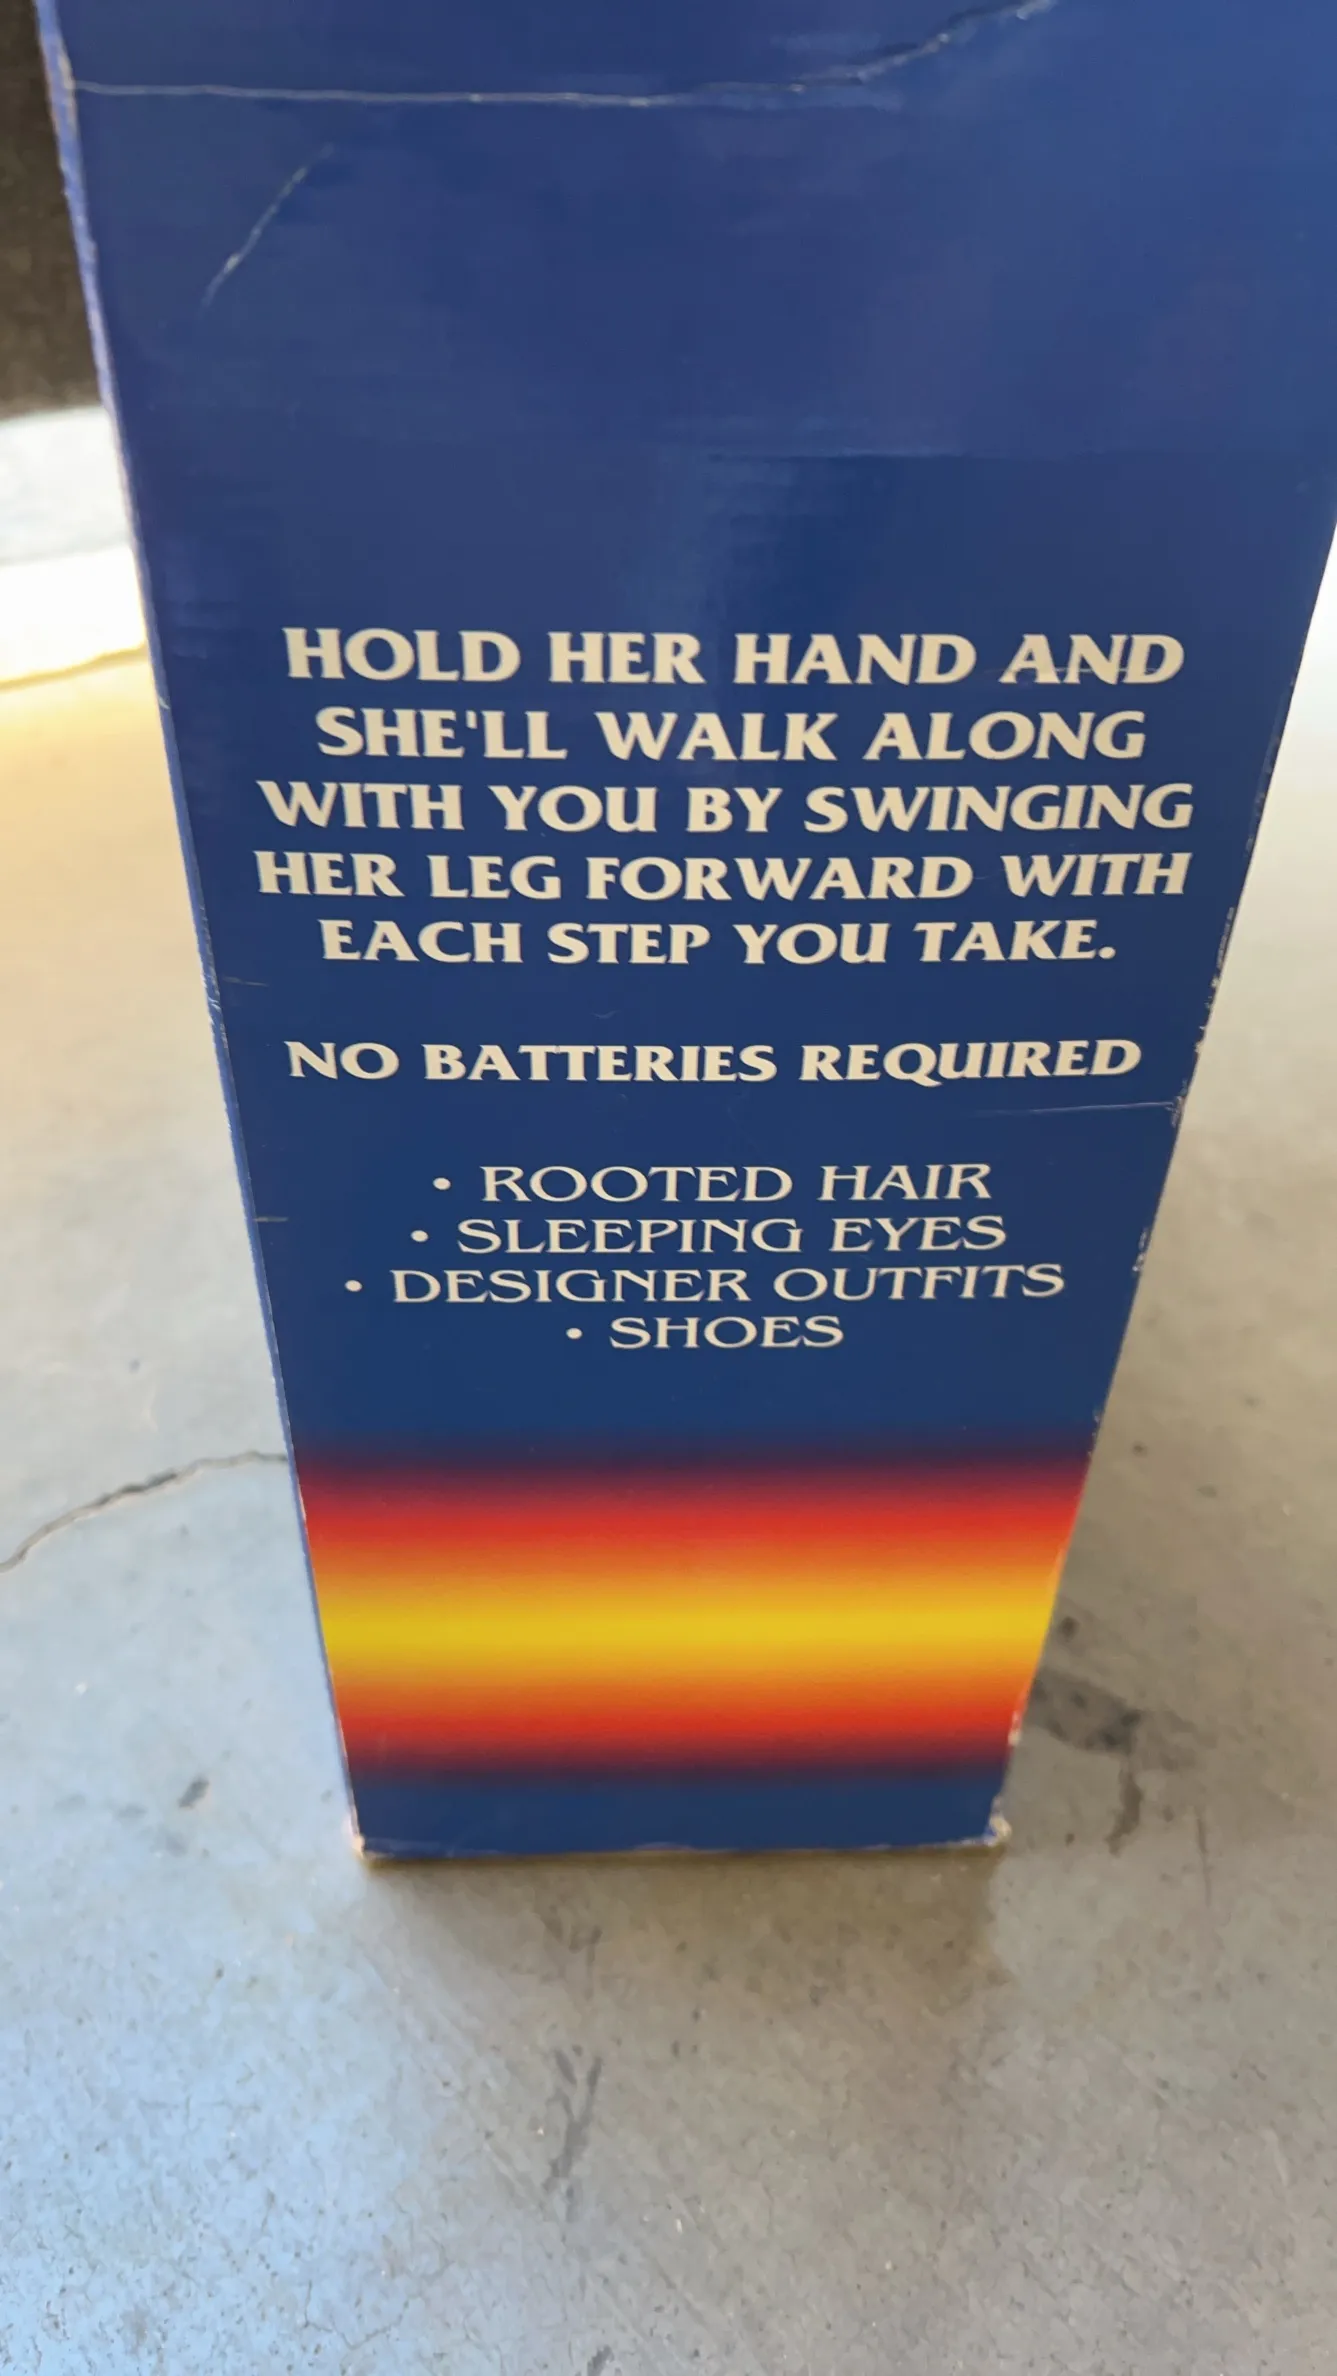 HOLD HER HAND AND
SHE'LL WALK ALONG
WITH YOU BY SWINGING
HER LEG FORWARD WITH
EACH STEP YOU TAKE.
NO BATTERIES REQUIRED
• ROOTED HAIR
• SLEEPING EYES
• DESIGNER OUTFITS
• SHOES